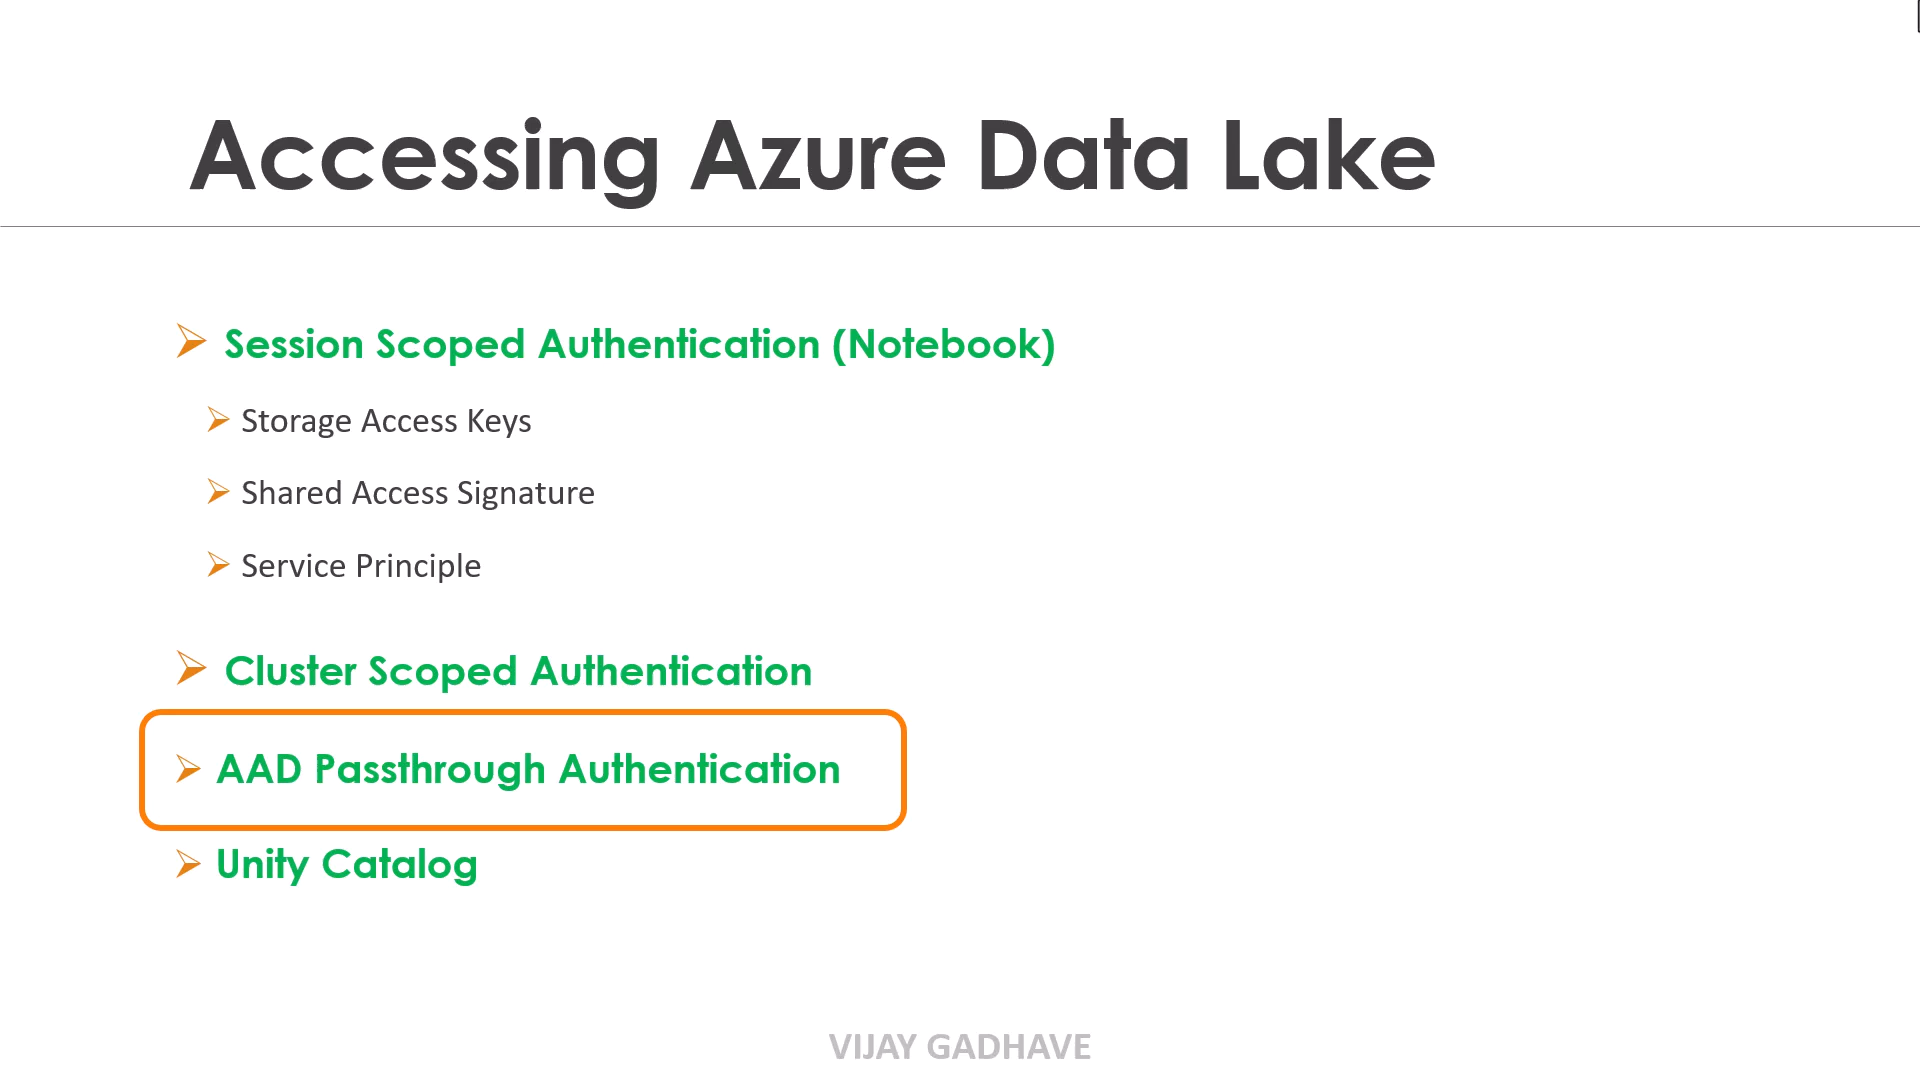 Accessing Azure Data Lake
Session Scoped Authentication (Notebook)
Storage Access Keys
Shared Access Signature
Service Principle
Cluster Scoped Authentication
AAD Passthrough Authentication
Unity Catalog
VIJAY GADHAVE